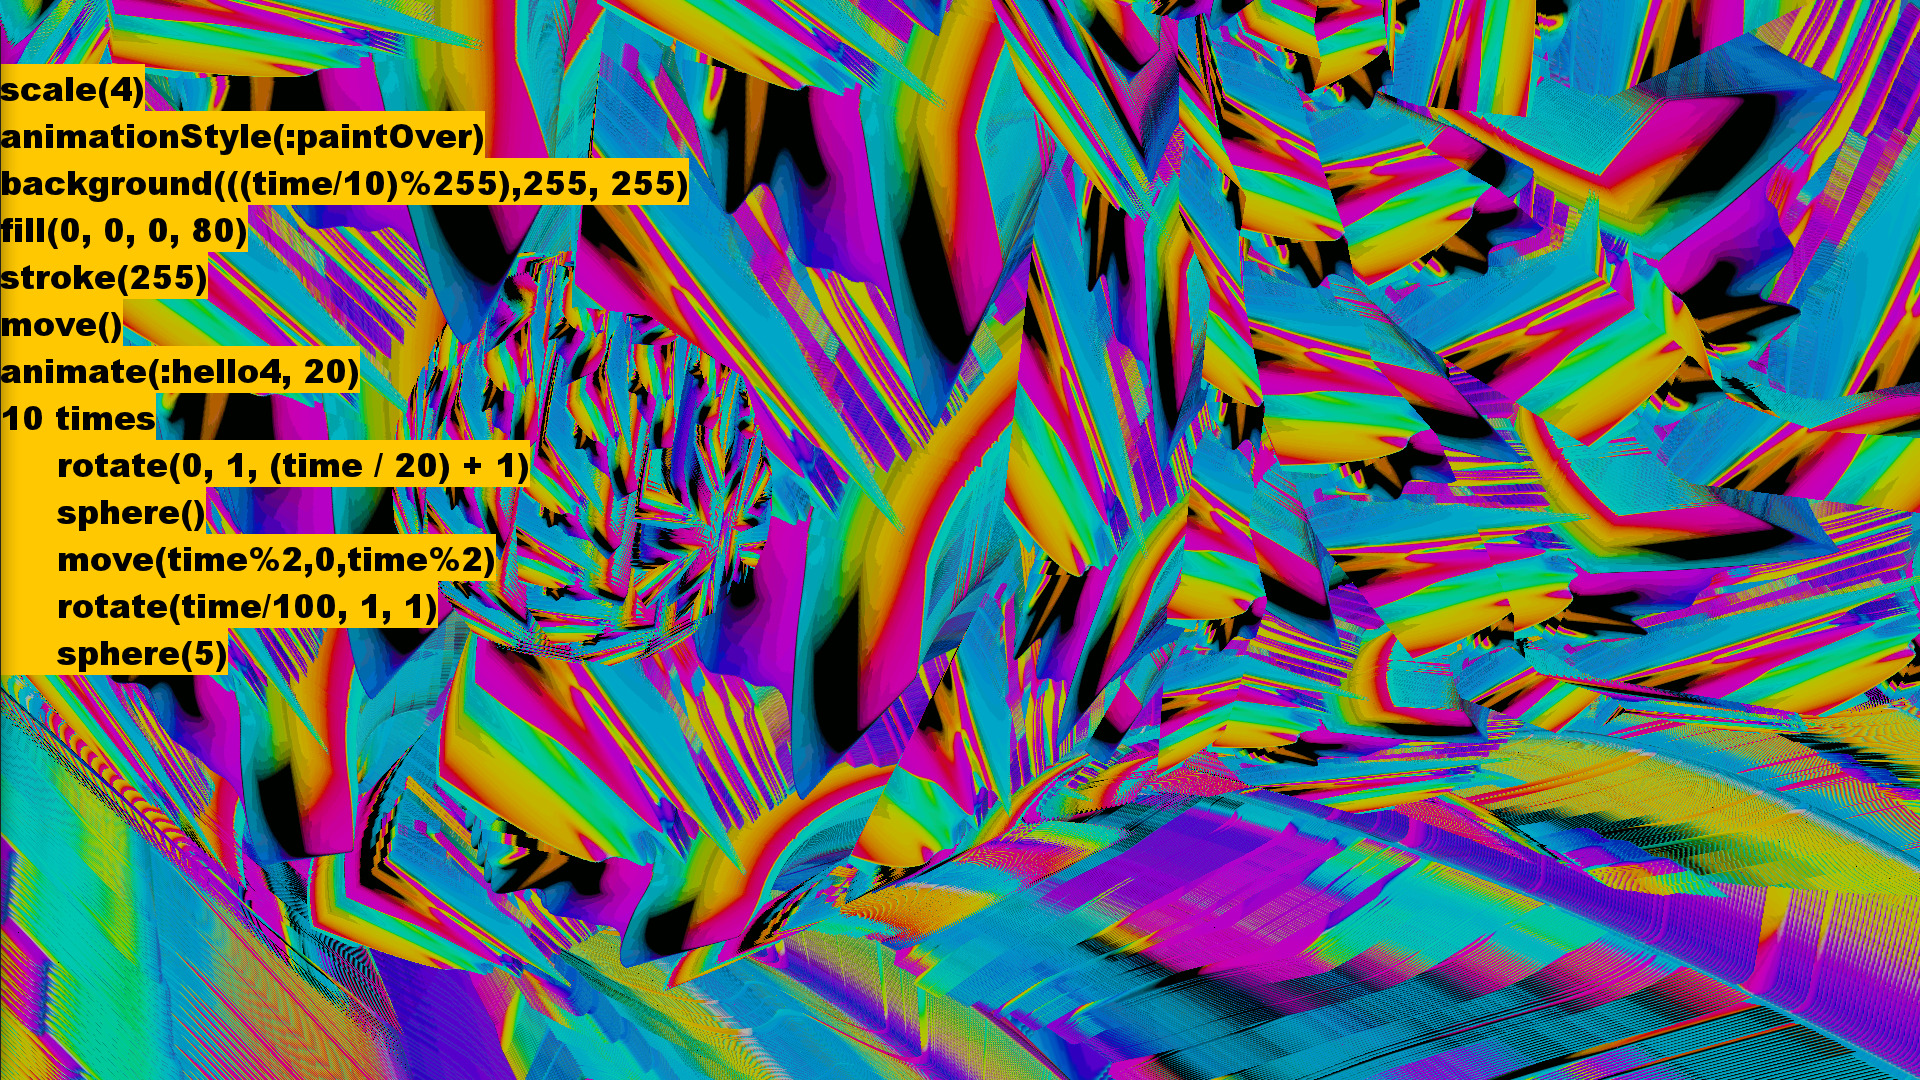 scale(4)
animationStyle(:paintOver)
background(((time/10)%255),255, 255)
fill(0, 0, 0, 80)
stroke(255)
move()
animate(:hello4, 20)
10 times
rotate(0, 1, (time / 20) + 1)
sphere()
move(time%2,0,time%2)
rotate(time/100, 1, 1)
sphere(5)